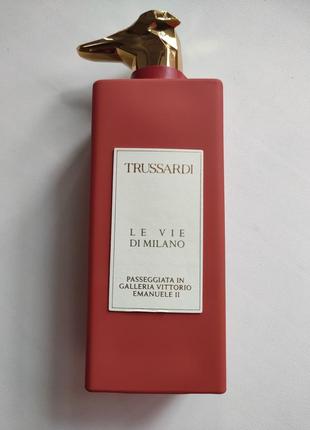 TRUSSARDI
LE VIE
DI MILANO
PASSEGGIATA IN
GALLERIA VITTORIO
EMANUELE II